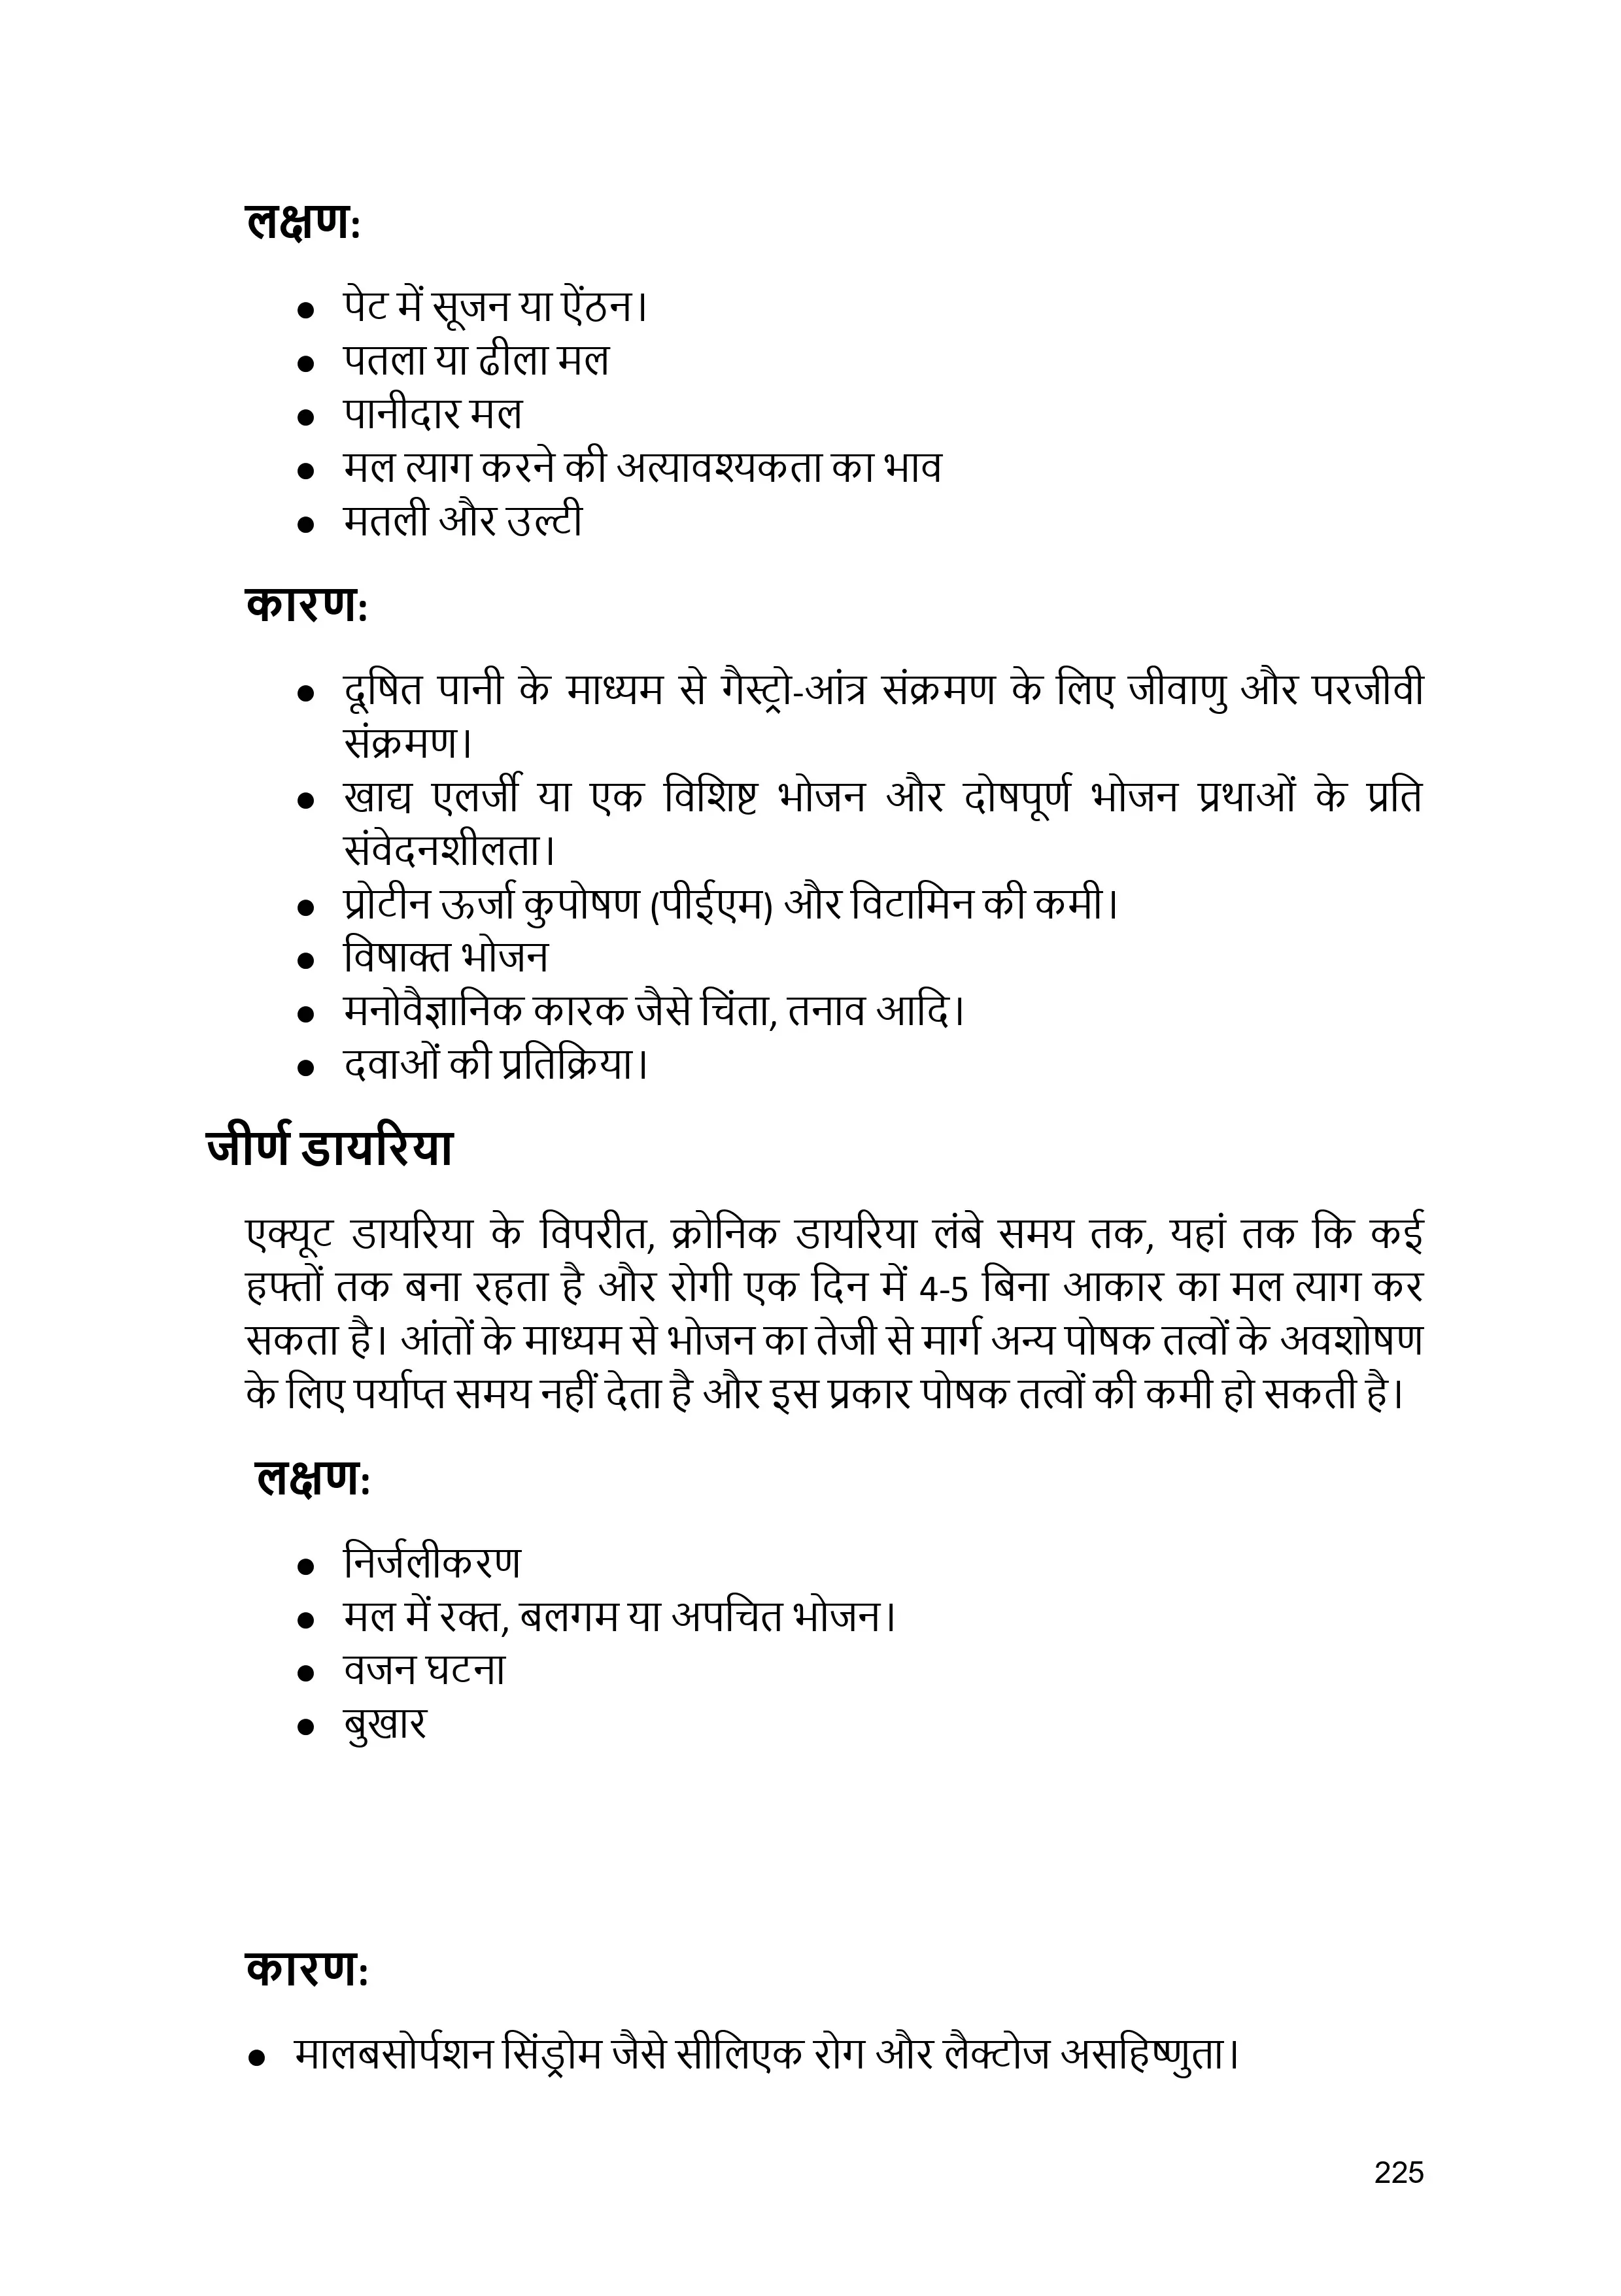 लक्षण:
● पेट में सूजन या ऐंठन।
● पतला या ढीला मल
● पानीदार मल
● मल त्याग करने की अत्यावश्यकता का भाव
● मतली और उल्टी
कारण:
● दूषित पानी के माध्यम से गैस्ट्रो-आंत्र संक्रमण के लिए जीवाणु और परजीवी
संक्रमण।
● खाद्य एलर्जी या एक विशिष्ट भोजन और दोषपूर्ण भोजन प्रथाओं के प्रति
संवेदनशीलता।
● प्रोटीन ऊर्जा कुपोषण (पीईएम) और विटामिन की कमी।
● विषाक्त भोजन
● मनोवैज्ञानिक कारक जैसे चिंता, तनाव आदि।
● दवाओं की प्रतिक्रिया।
जीर्ण डायरिया
एक्यूट डायरिया के विपरीत, क्रोनिक डायरिया लंबे समय तक, यहां तक कि कई
हफ्तों तक बना रहता है और रोगी एक दिन में 4-5 बिना आकार का मल त्याग कर
सकता है। आंतों के माध्यम से भोजन का तेजी से मार्ग अन्य पोषक तत्वों के अवशोषण
के लिए पर्याप्त समय नहीं देता है और इस प्रकार पोषक तत्वों की कमी हो सकती है।
लक्षण:
● निर्जलीकरण
● मल में रक्त, बलगम या अपचित भोजन।
● वजन घटना
● बुखार
कारण:
● मालबसोर्पशन सिंड्रोम जैसे सीलिएक रोग और लैक्टोज असहिष्णुता।
225